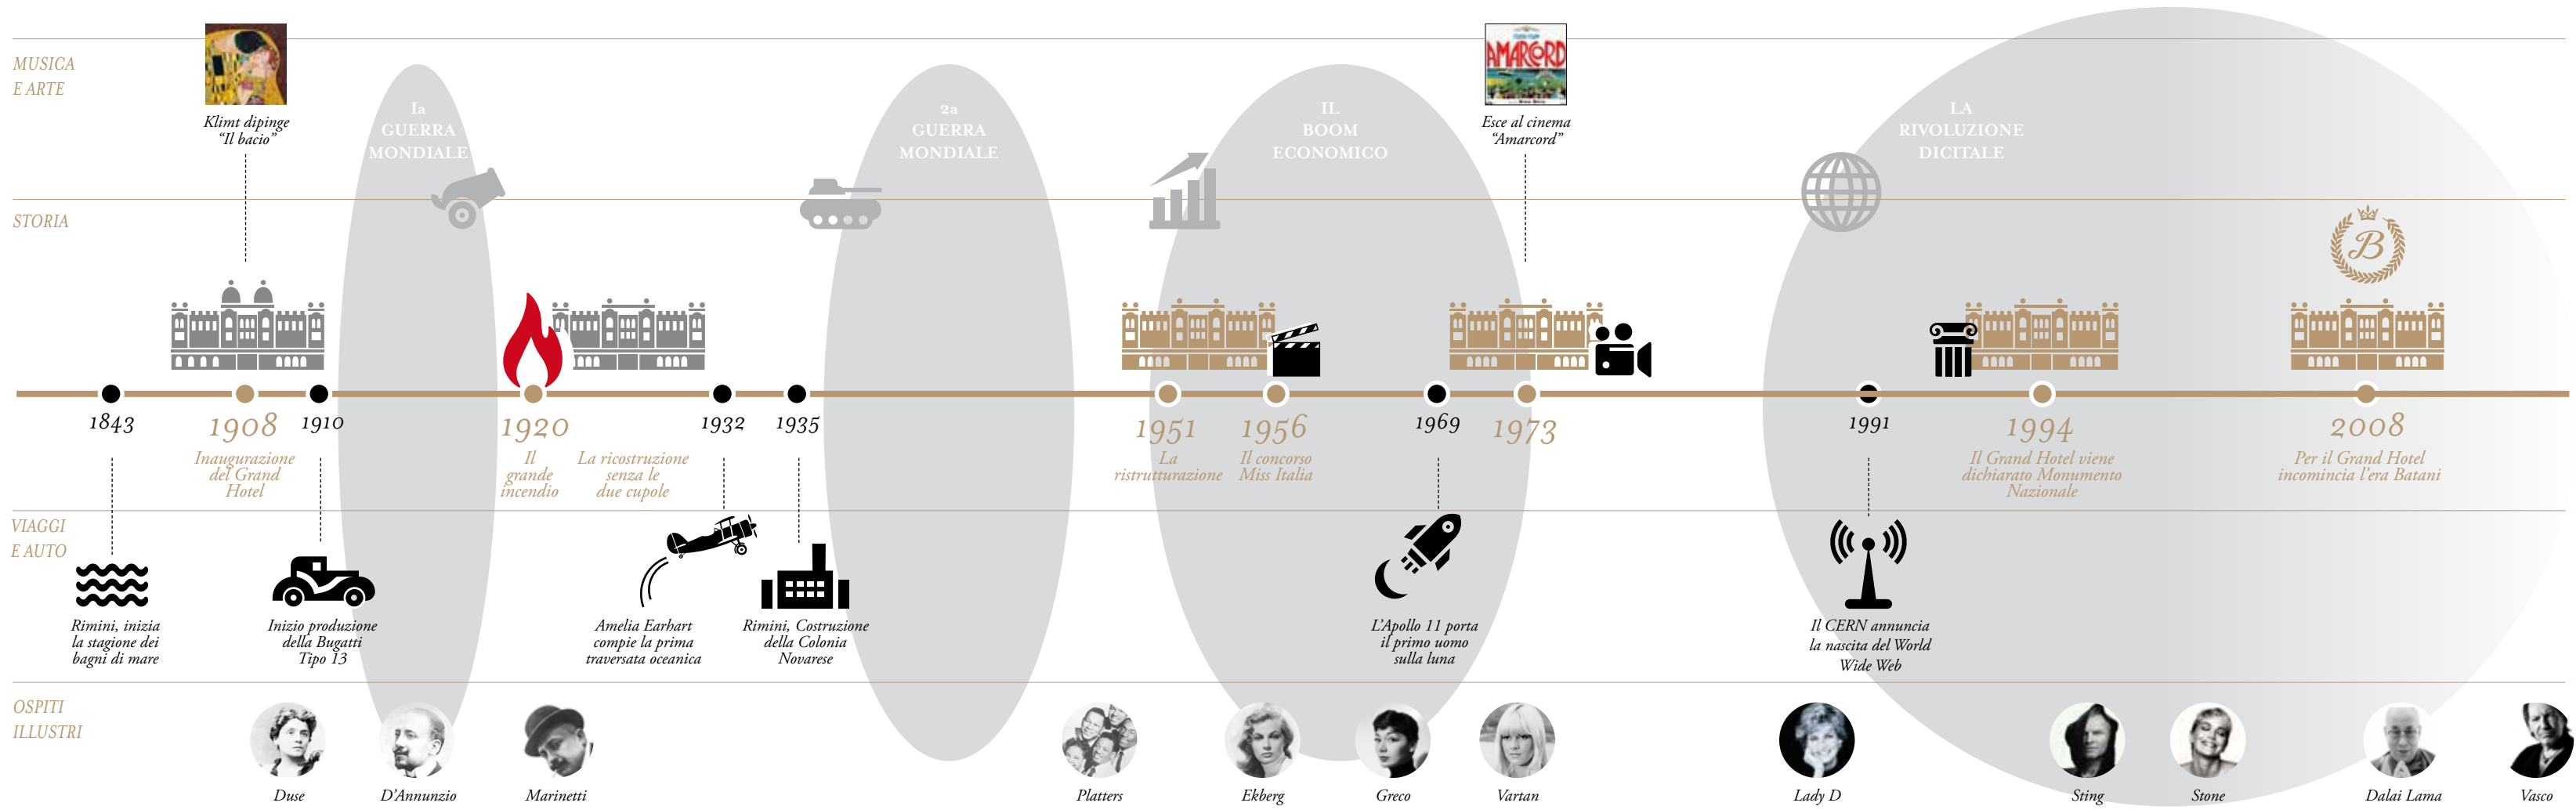 MUSICA
E ARTE
Klimt dipinge
“Il bacio”
Ia
GUERRA
MONDIALE
2a
GUERRA
MONDIALE
IL
BOOM
ECONOMICO
AMARCORD
Esce al cinema
“Amarcord”
LA
RIVOLUZIONE
DICITALE
STORIA
B
1843
1908
Inaugurazione
del Grand
Hotel
1910
1920
Il
grande
incendio
La ricostruzione
senza le
due cupole
1932
1935
1951
La
ristrutturazione
1956
Il concorso
Miss Italia
1969
1973
1991
1994
Il Grand Hotel viene
dichiarato Monumento
Nazionale
2008
Per il Grand Hotel
incomincia l’era Batani
VIAGGI
E AUTO
Rimini, inizia
la stagione dei
bagni di mare
Inizio produzione
della Bugatti
Tipo 13
Amelia Earhart
compie la prima
traversata oceanica
Rimini, Costruzione
della Colonia
Novarese
L’Apollo 11 porta
il primo uomo
sulla luna
Il CERN annuncia
la nascita del World
Wide Web
OSPITI
ILLUSTRI
Duse
D’Annunzio
Marinetti
Platters
Ekberg
Greco
Vartan
Lady D
Sting
Stone
Dalai Lama
Vasco